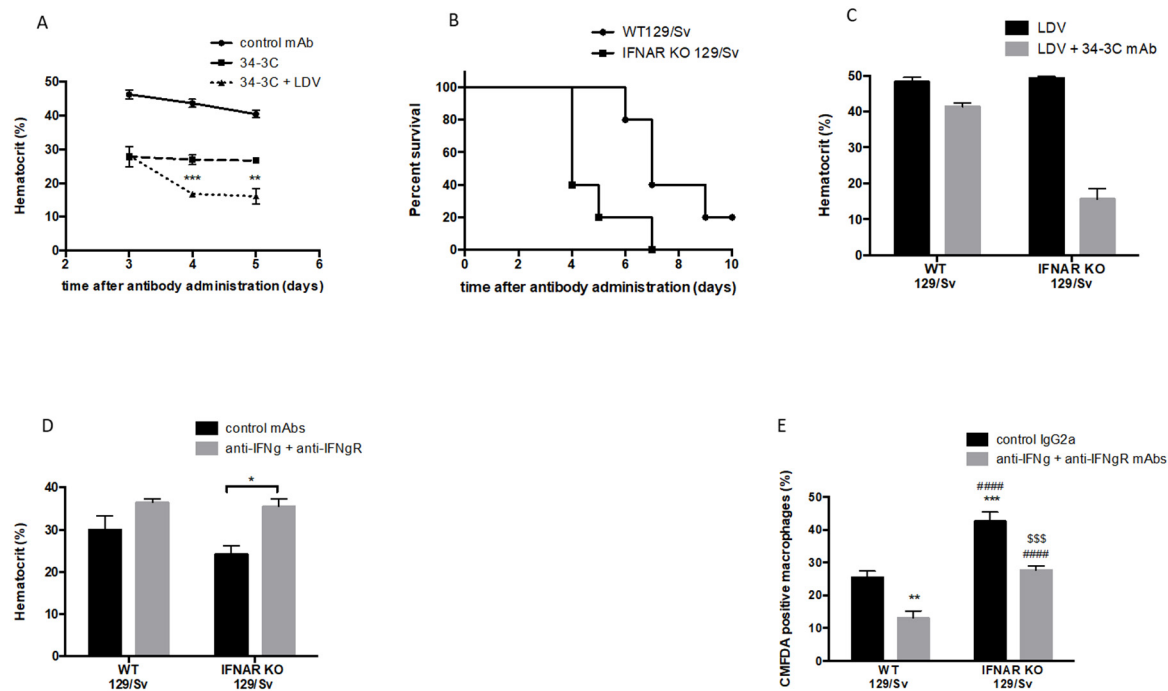 A
control mAb
34-3C
34-3C + LDV
50
40
30
20
10
0
Hematocrit (%)
***
**
2
3
4
5
6
time after antibody administration (days)
B
WT129/Sv
IFNAR KO 129/Sv
100
80
60
40
20
0
Percent survival
0
2
4
6
8
10
time after antibody administration (days)
C
LDV
LDV + 34-3C mAb
50
40
30
20
10
0
Hematocrit (%)
WT
129/Sv
IFNAR KO
129/Sv
D
control mAbs
anti-IFNg + anti-IFNgR
40
30
20
10
0
Hematocrit (%)
*
WT
129/Sv
IFNAR KO
129/Sv
E
control IgG2a
anti-IFNg + anti-IFNgR mAbs
50
40
30
20
10
0
CMFDA positive macrophages (%)
**
####
***
$$$
####
WT
129/Sv
IFNAR KO
129/Sv